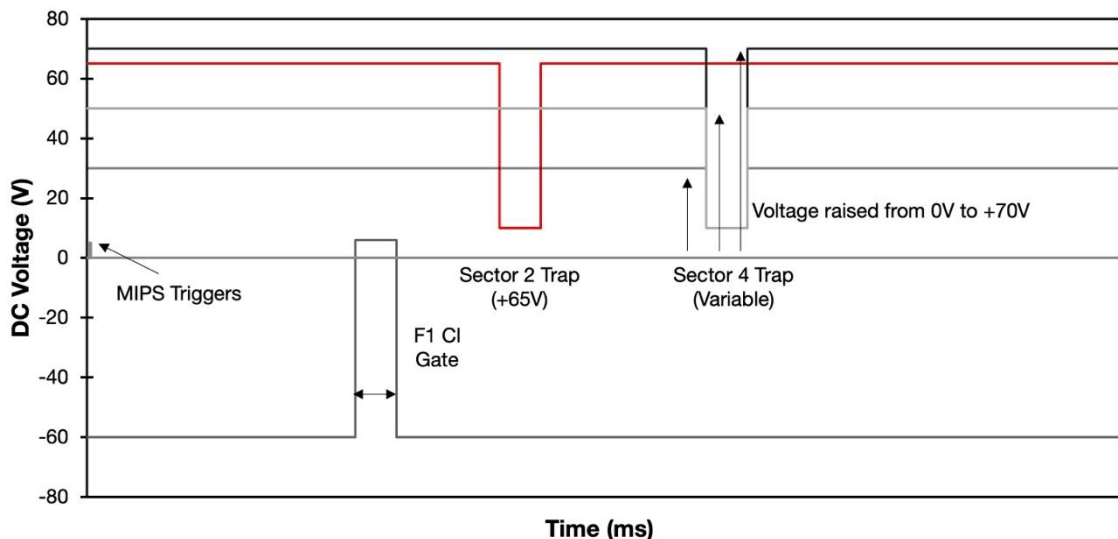 80
60
40
20
0
-20
-40
-60
-80
DC Voltage (V)
MIPS Triggers
F1 CI
Gate
Sector 2 Trap
(+65V)
Sector 4 Trap
(Variable)
Voltage raised from 0V to +70V
Time (ms)